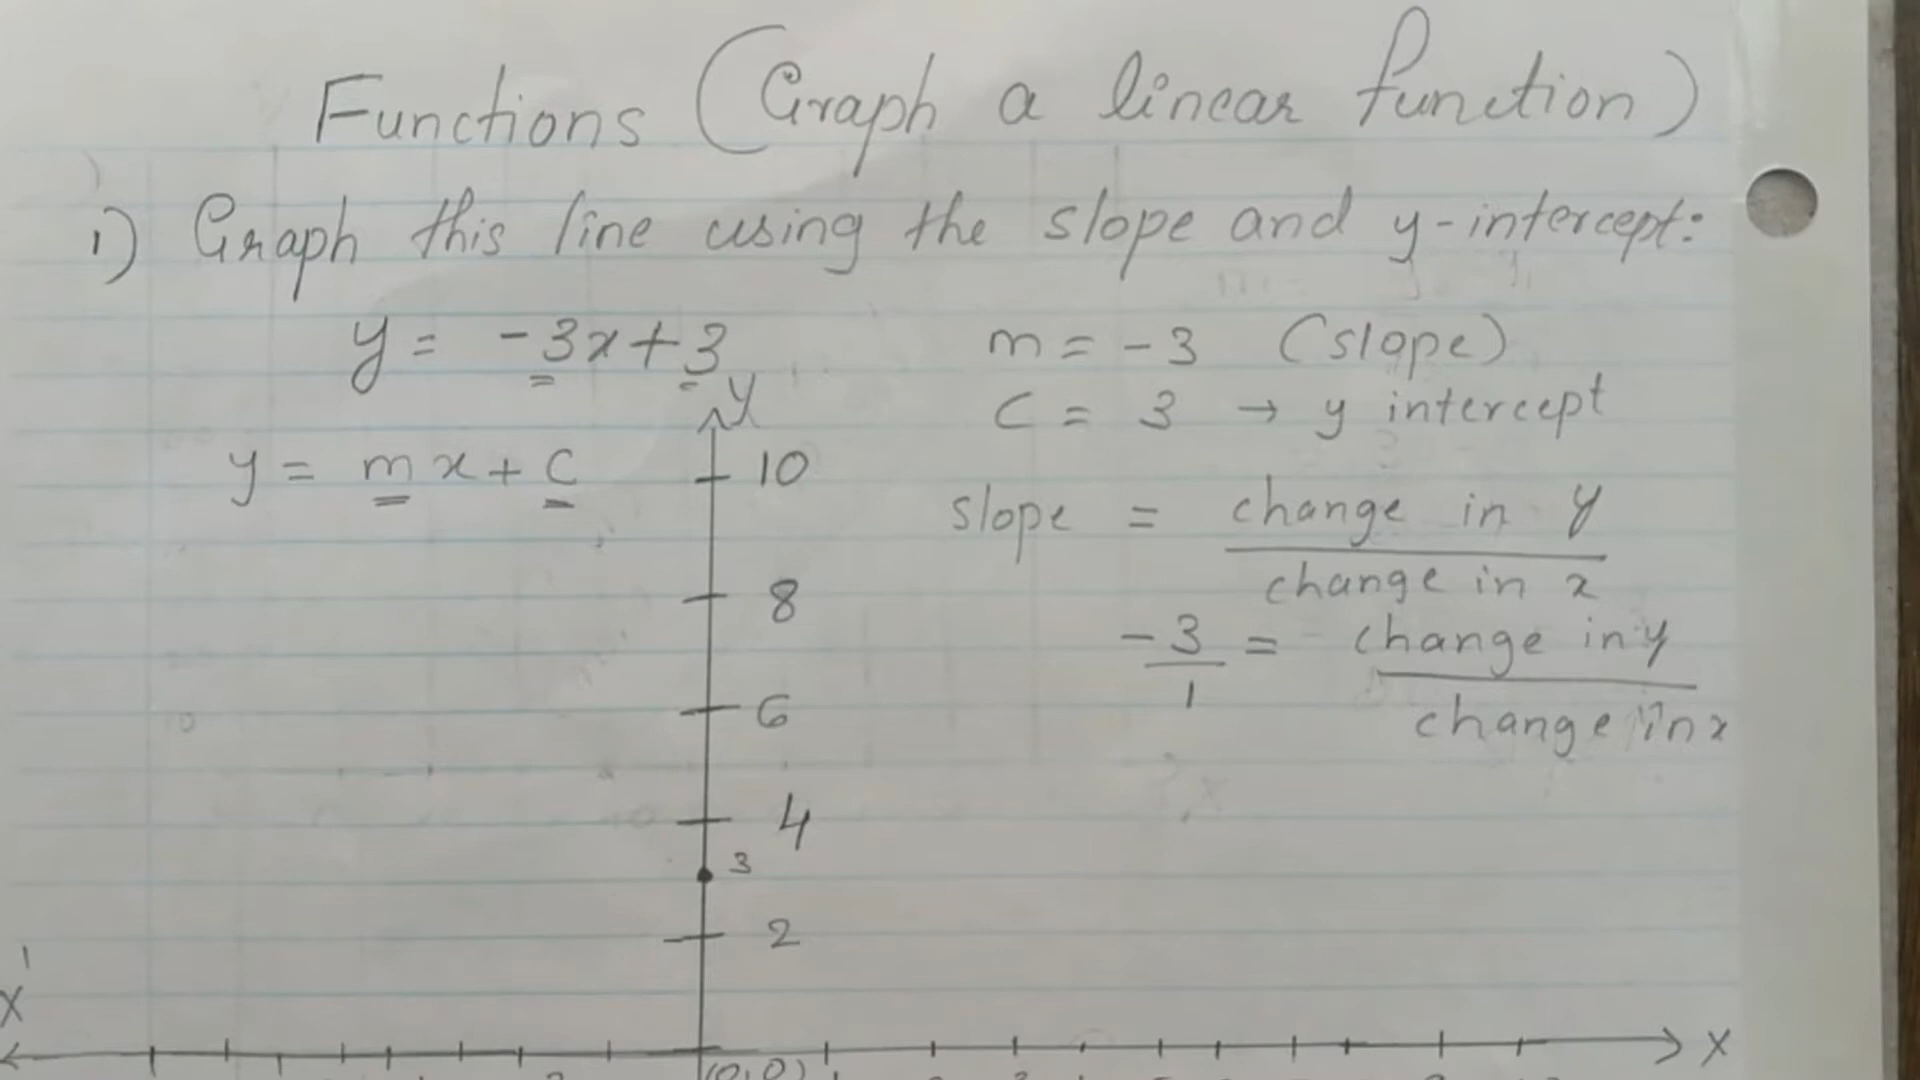 Functions (Graph a linear function)
1) Graph this line using the slope and y-intercept:
y = -3x+3
m = -3 (slope)
c = 3 → y intercept
y = mx + c
slope = change in y
change in x
-3 = change in y
1 change in x
y
10
8
6
4
3
2
X'
X
(0,0)